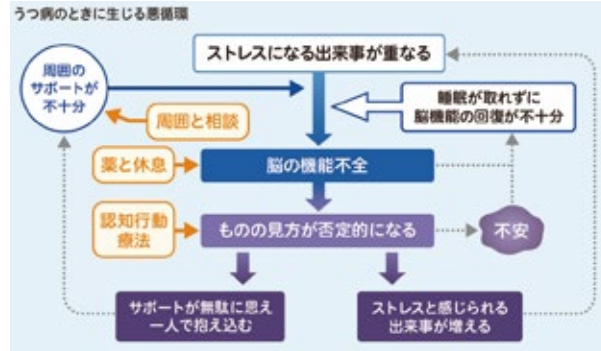 うつ病のときに生じる悪循環
ストレスになる出来事が重なる
周囲の
サポートが
不十分
睡眠が取れずに
脳機能の回復が不十分
周囲と相談
薬と休息
脳の機能不全
認知行動
療法
ものの見方が否定的になる
不安
サポートが無駄に思え
一人で抱え込む
ストレスと感じられる
出来事が増える